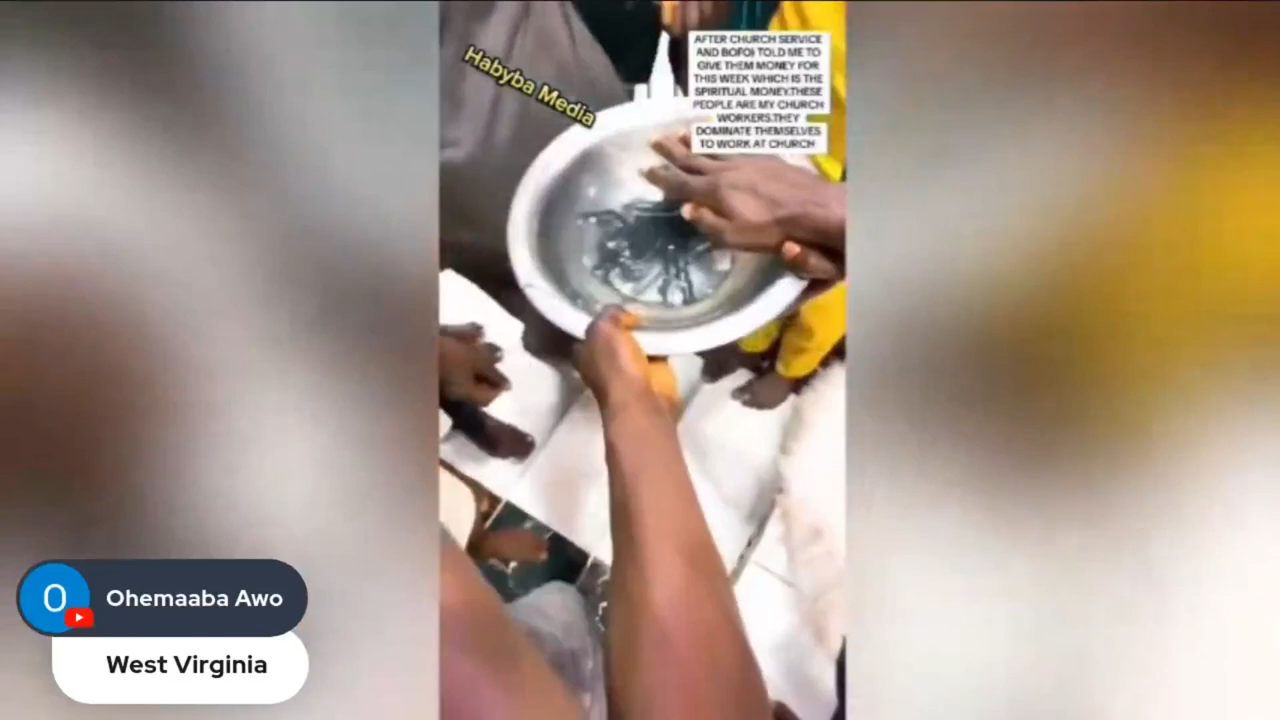 Habyba Media
AFTER CHURCH SERVICE
AND BOFOI TOLD ME TO
GIVE THEM MONEY FOR
THIS WEEK WHICH IS THE
SPIRITUAL MONEY.THESE
PEOPLE ARE MY CHURCH
WORKERS.THEY
DOMINATE THEMSELVES
TO WORK AT CHURCH
O
Ohemaaba Awo
West Virginia